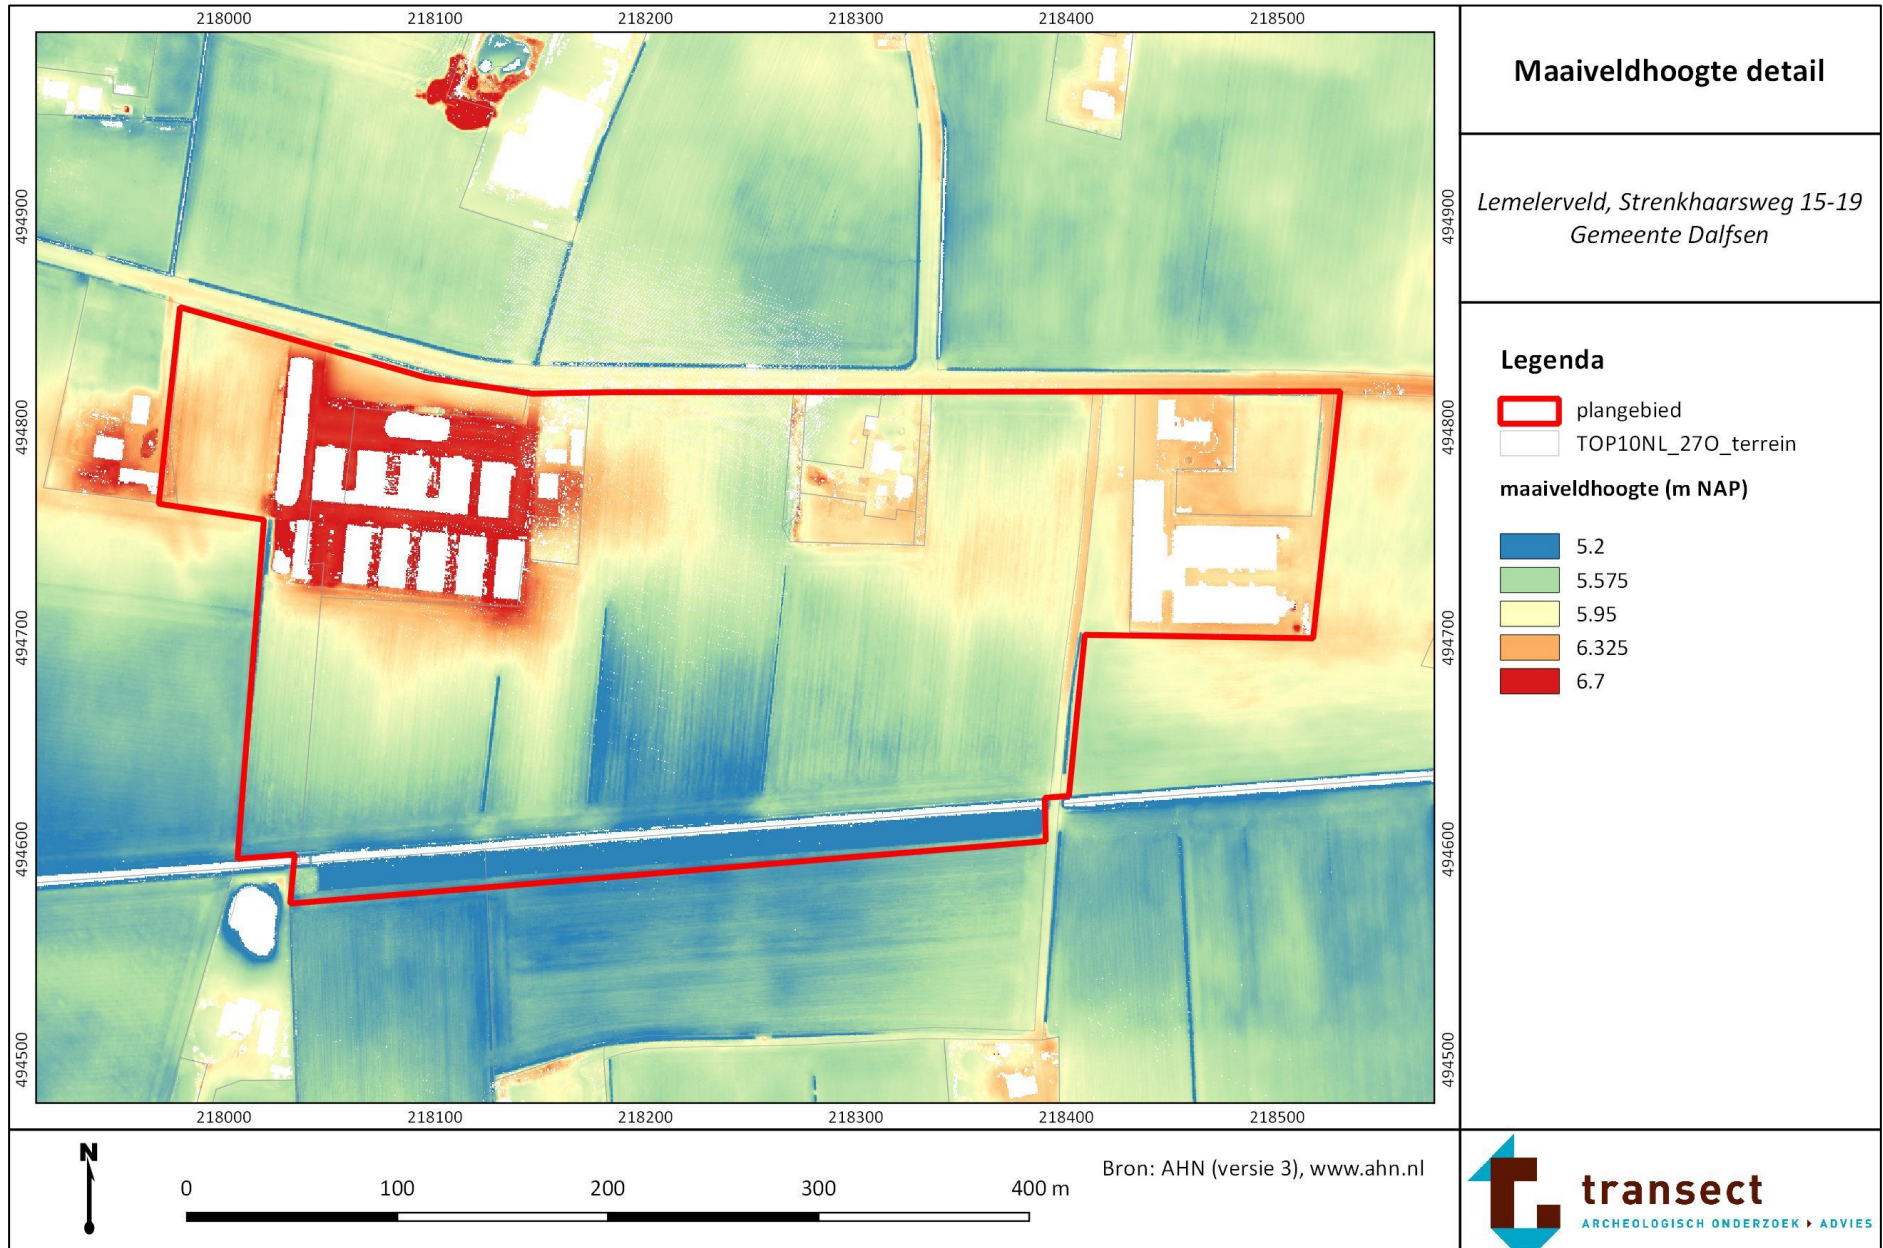 218000 218100 218200 218300 218400 218500
494900
494800
494700
494600
494500
494900
494800
494700
494600
494500
218000 218100 218200 218300 218400 218500
Maaiveldhoogte detail
Lemelerveld, Strenkhaarsweg 15-19
Gemeente Dalfsen
Legenda
plangebied
TOP10NL_27O_terrein
maaiveldhoogte (m NAP)
5.2
5.575
5.95
6.325
6.7
N
0 100 200 300 400 m
Bron: AHN (versie 3), www.ahn.nl
transect
ARCHEOLOGISCH ONDERZOEK ▸ ADVIES